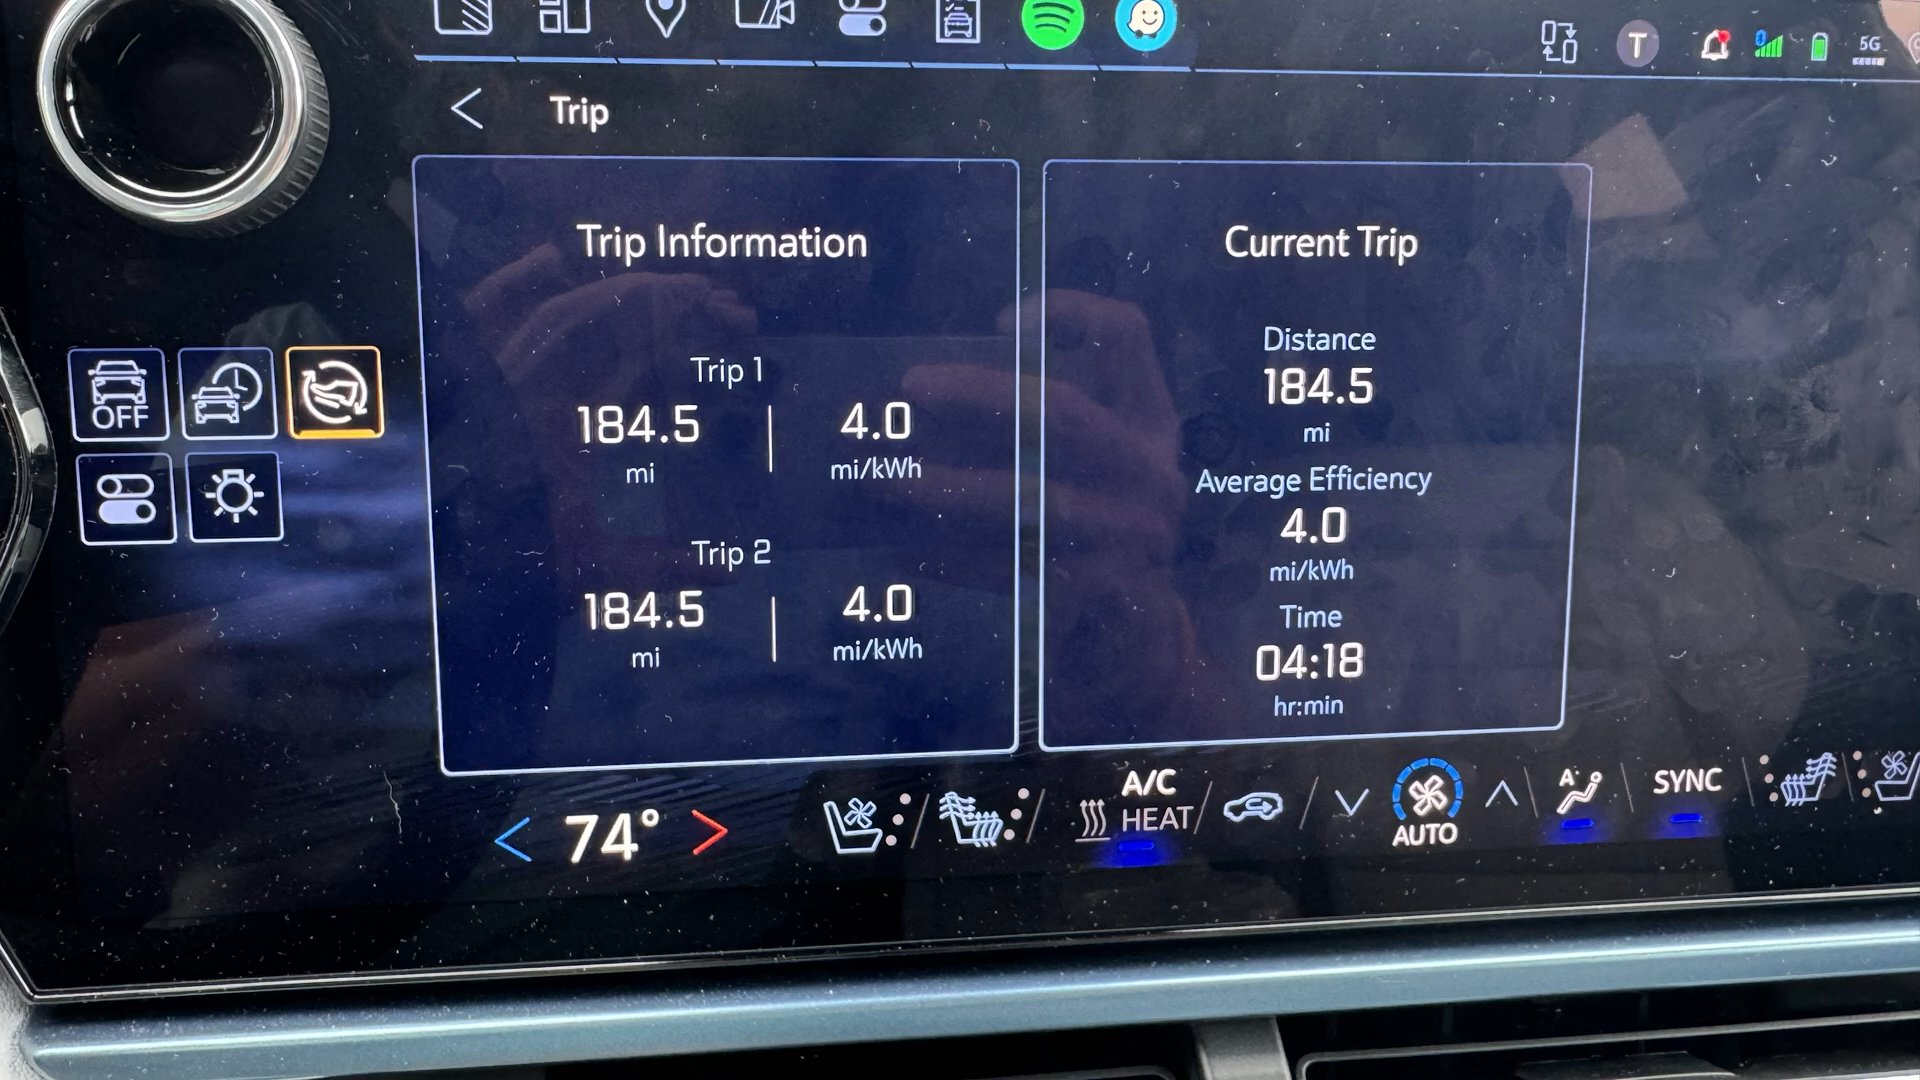 T
5G
Trip
Trip Information
Trip 1
184.5
4.0
mi
mi/kWh
Trip 2
184.5
4.0
mi
mi/kWh
Current Trip
Distance
184.5
mi
Average Efficiency
4.0
mi/kWh
Time
04:18
hr:min
OFF
74°
A/C
HEAT
AUTO
A
SYNC